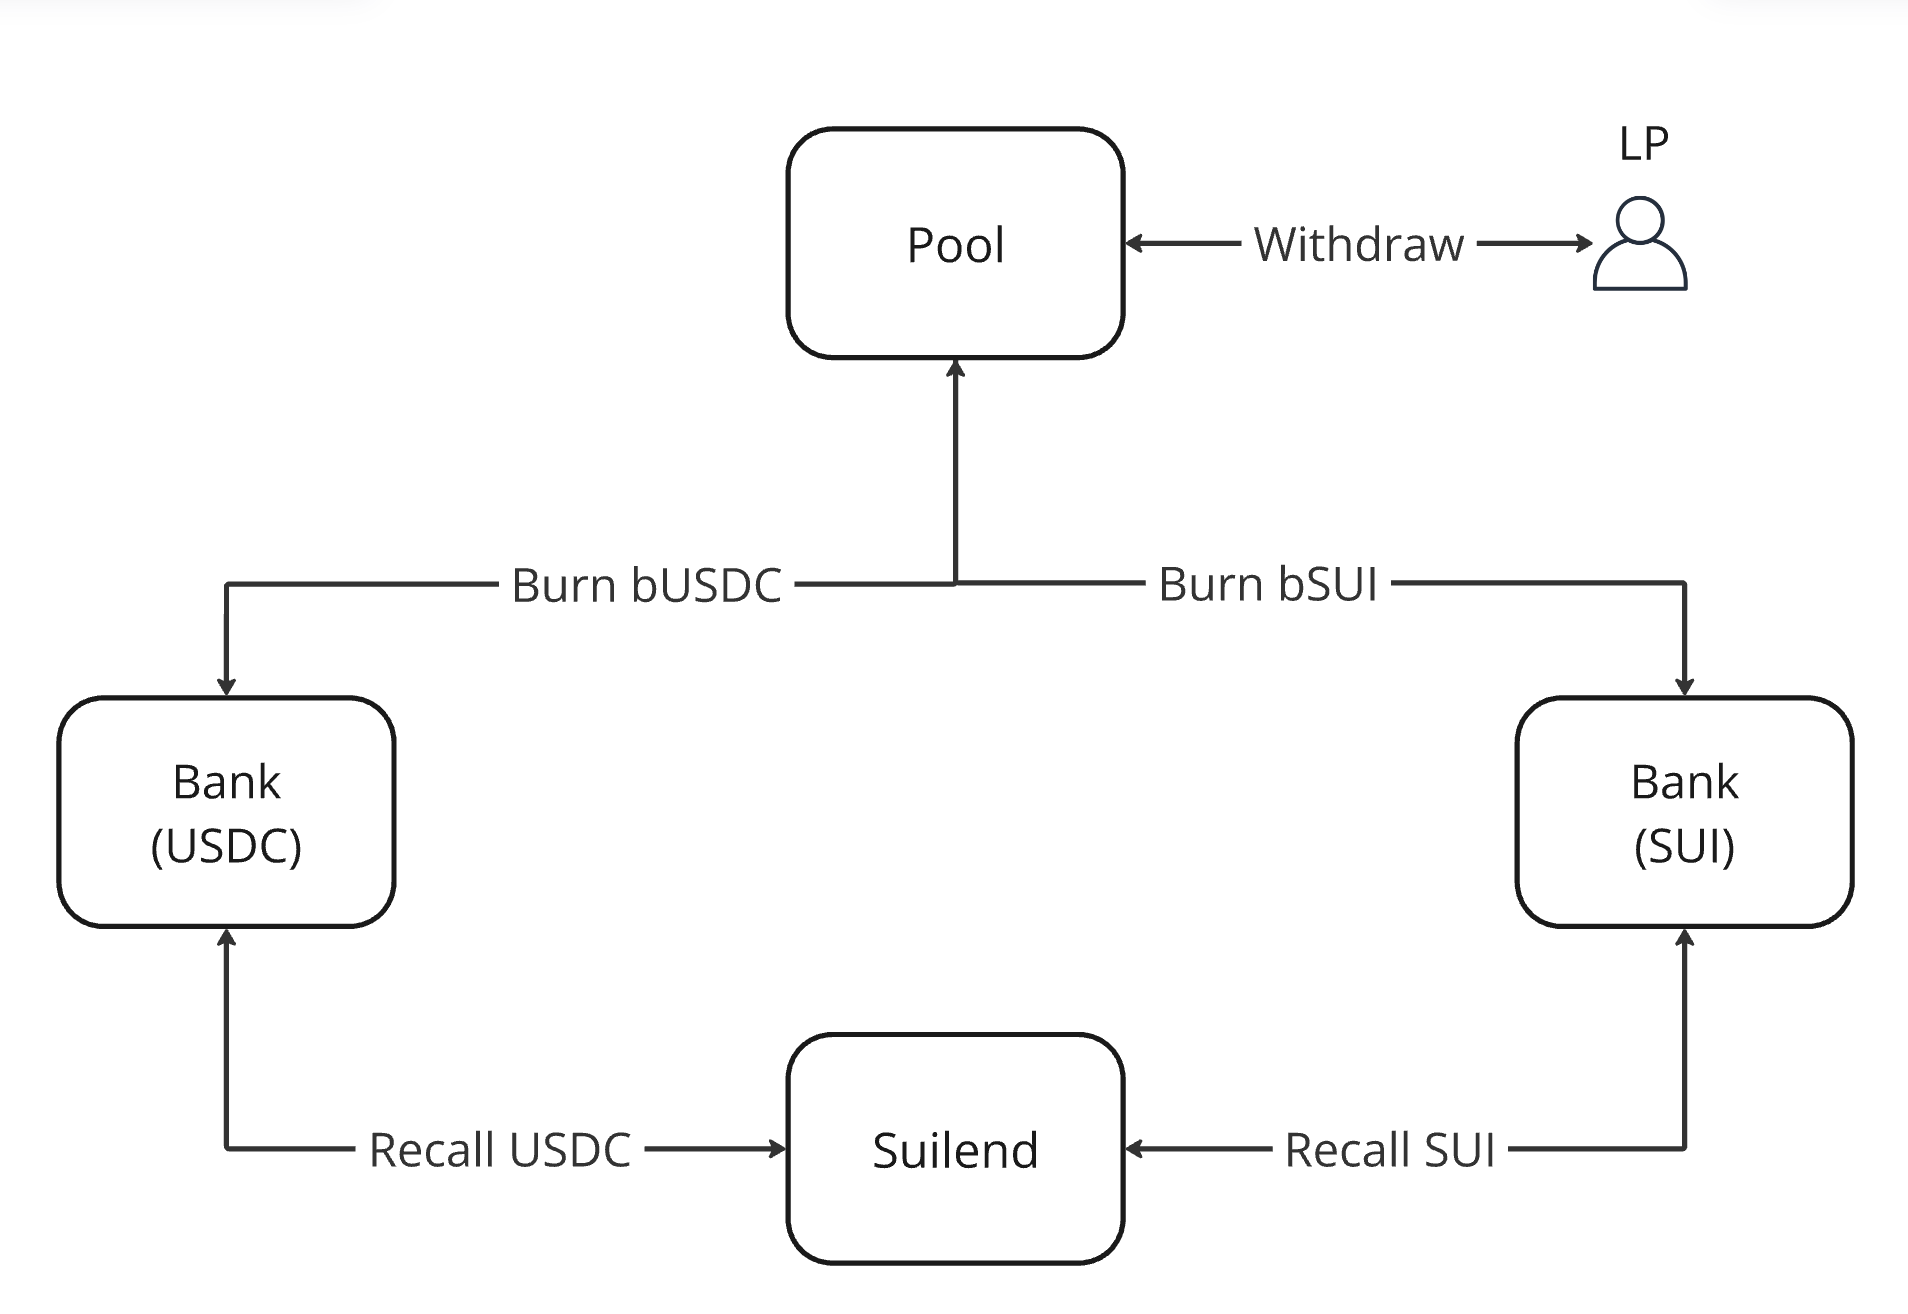 LP
Pool
Withdraw
Burn bUSDC
Burn bSUI
Bank
(USDC)
Bank
(SUI)
Recall USDC
Suilend
Recall SUI